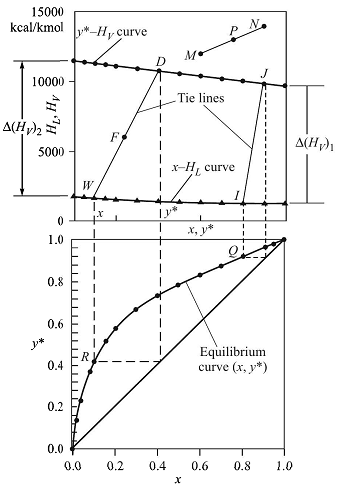 15000
kcal/kmol
y*–H_V curve
N
P
M
D
J
10000
H_L, H_V
Tie lines
Δ(H_V)_2
Δ(H_V)_1
F
5000
x–H_L curve
W
I
x
y*
0
x, y*
1.0
Q
0.8
0.6
y*
R
Equilibrium
curve (x, y*)
0.4
0.2
0.0
0.0 0.2 0.4 0.6 0.8 1.0
x